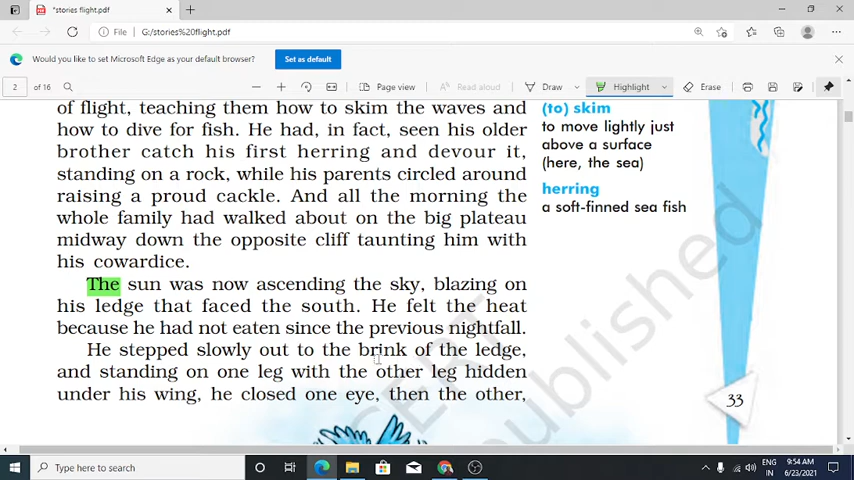 *stories flight.pdf
File
G:/stories%20flight.pdf
Would you like to set Microsoft Edge as your default browser?
Set as default
2
of 16
Page view
Read aloud
Draw
Highlight
Erase
of flight, teaching them how to skim the waves and
how to dive for fish. He had, in fact, seen his older
brother catch his first herring and devour it,
standing on a rock, while his parents circled around
raising a proud cackle. And all the morning the
whole family had walked about on the big plateau
midway down the opposite cliff taunting him with
his cowardice.
The sun was now ascending the sky, blazing on
his ledge that faced the south. He felt the heat
because he had not eaten since the previous nightfall.
He stepped slowly out to the brink of the ledge,
and standing on one leg with the other leg hidden
under his wing, he closed one eye, then the other,
(to) skim
to move lightly just
above a surface
(here, the sea)
herring
a soft-finned sea fish
33
Type here to search
ENG
IN
9:54 AM
6/23/2021